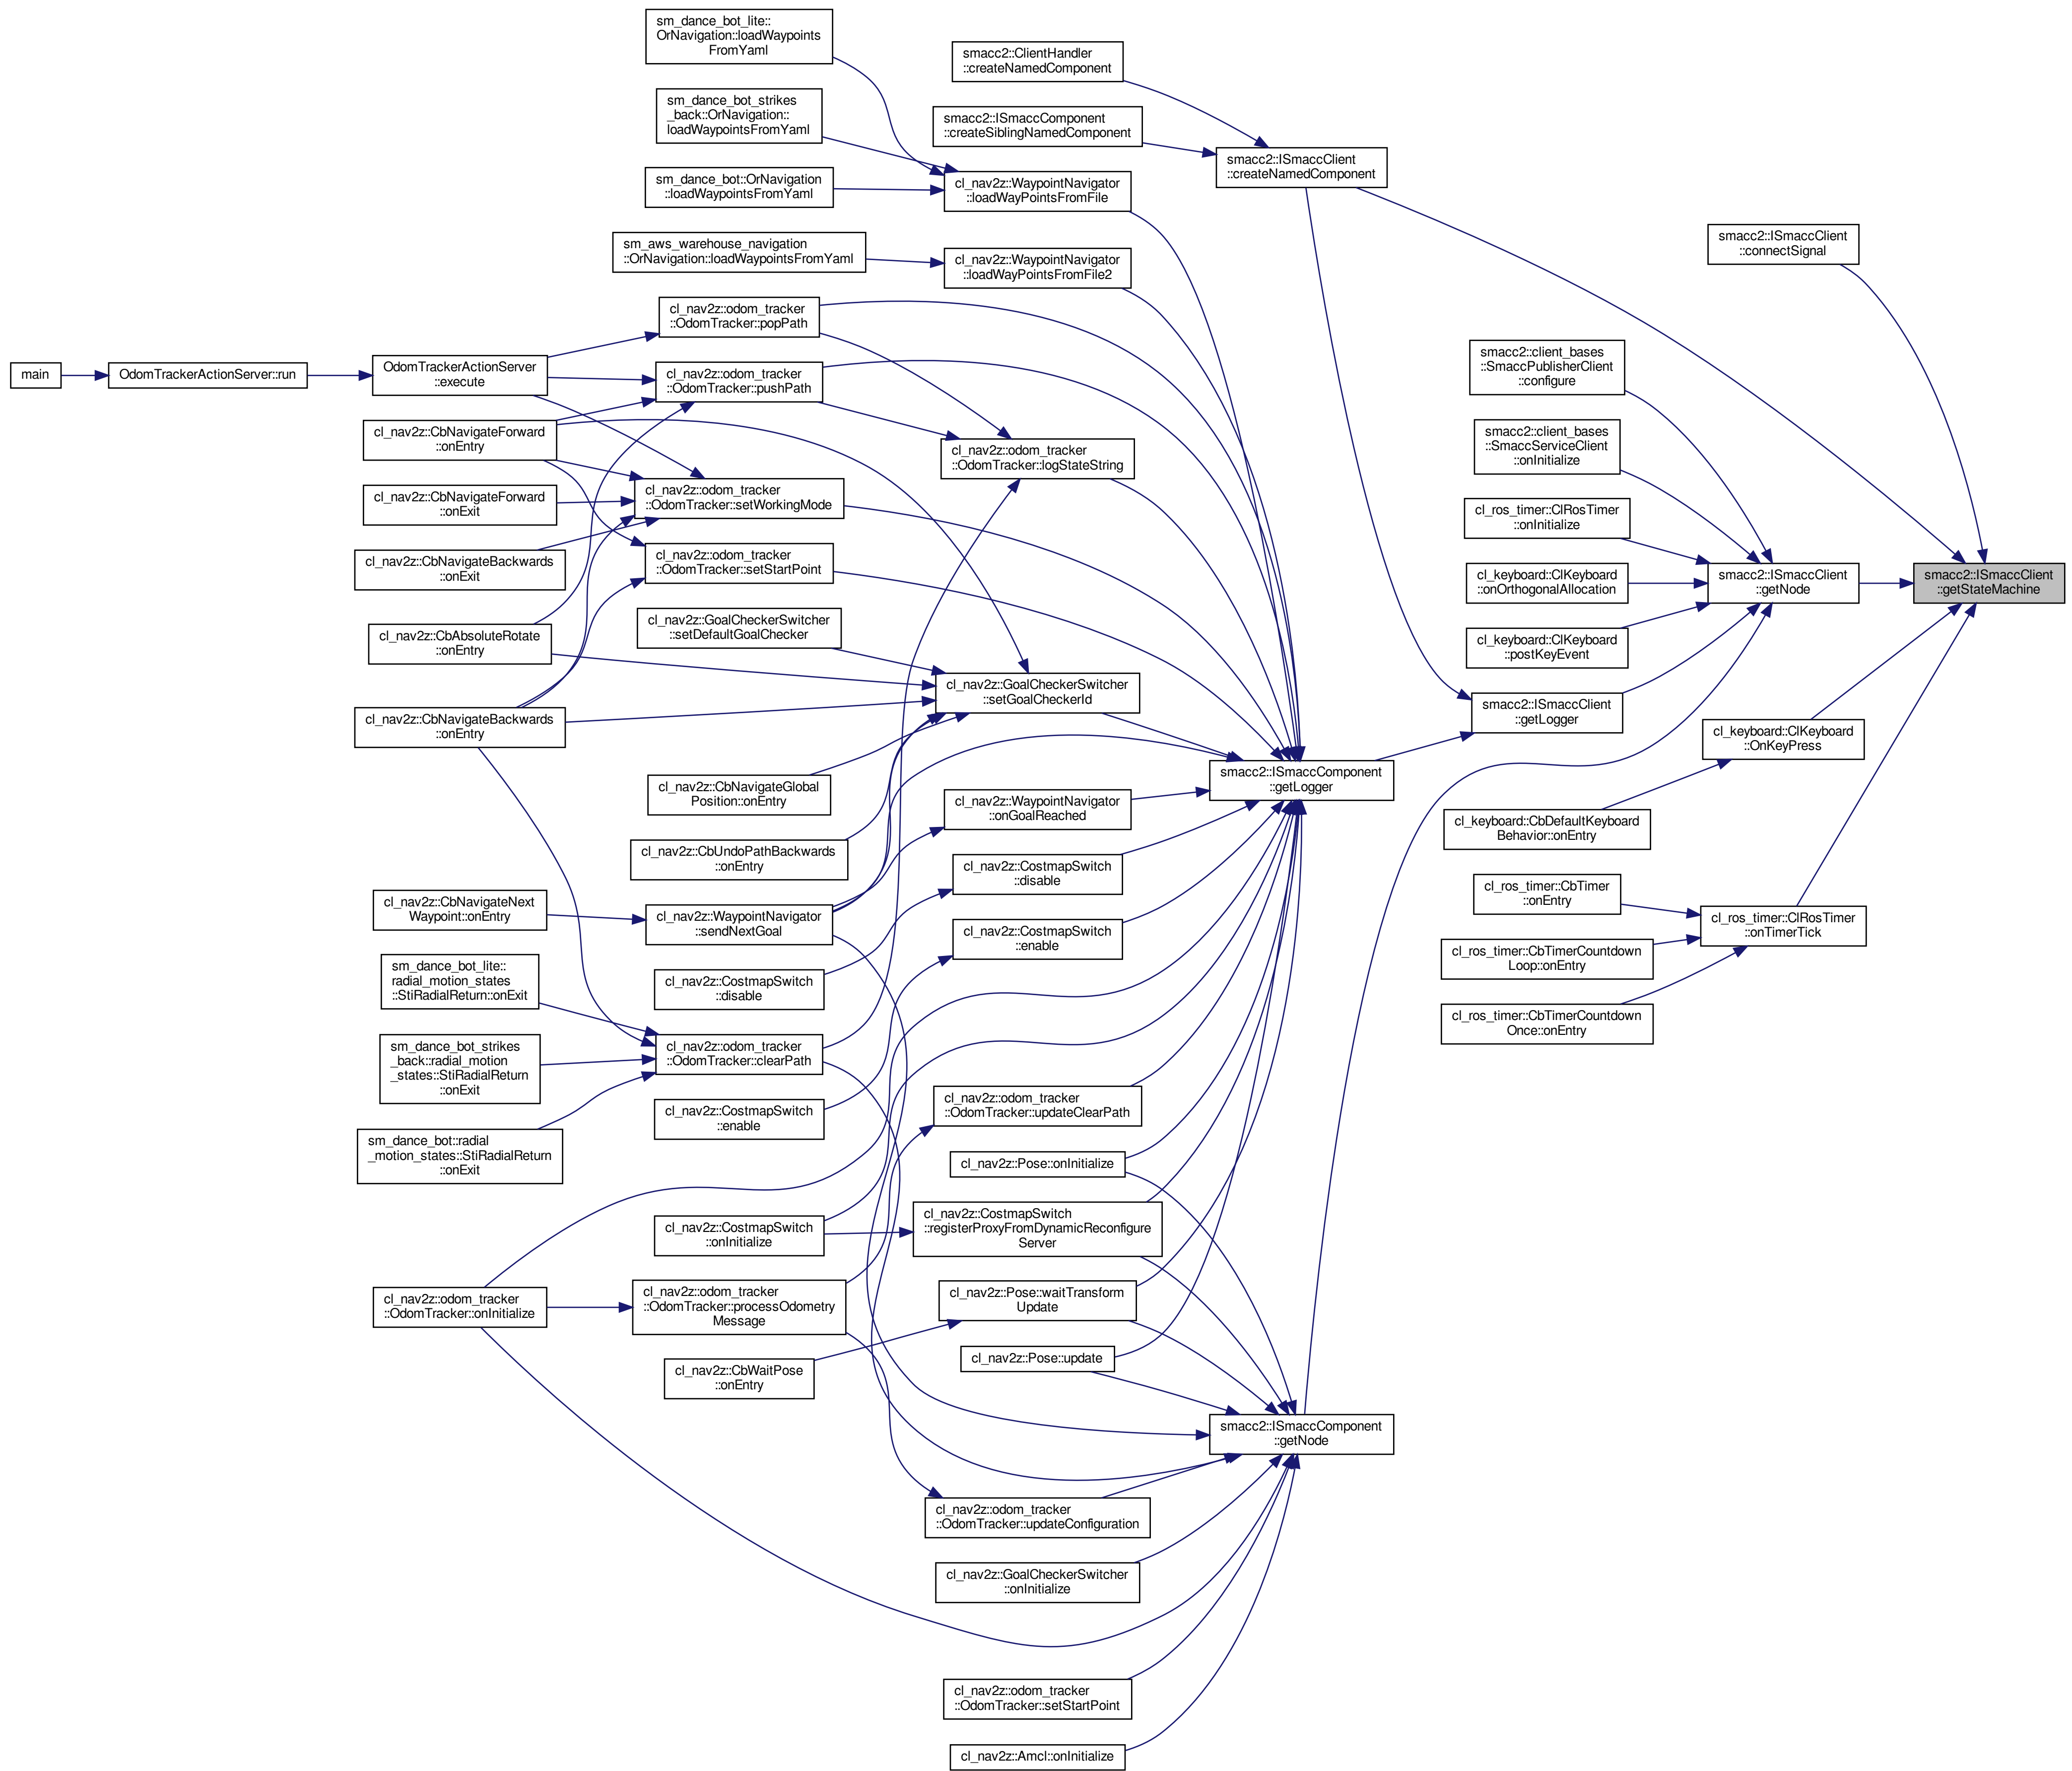 sm_dance_bot_lite::
OrNavigation::loadWaypoints
FromYaml
smacc2::ClientHandler
::createNamedComponent
sm_dance_bot_strikes
_back::OrNavigation::
loadWaypointsFromYaml
smacc2::ISmaccComponent
::createSiblingNamedComponent
smacc2::ISmaccClient
::createNamedComponent
sm_dance_bot::OrNavigation
::loadWaypointsFromYaml
cl_nav2z::WaypointNavigator
::loadWayPointsFromFile
smacc2::ISmaccClient
::connectSignal
sm_aws_warehouse_navigation
::OrNavigation::loadWaypointsFromYaml
cl_nav2z::WaypointNavigator
::loadWayPointsFromFile2
cl_nav2z::odom_tracker
::OdomTracker::popPath
main
OdomTrackerActionServer::run
OdomTrackerActionServer
::execute
cl_nav2z::odom_tracker
::OdomTracker::pushPath
smacc2::client_bases
::SmaccPublisherClient
::configure
cl_nav2z::CbNavigateForward
::onEntry
cl_nav2z::odom_tracker
::OdomTracker::logStateString
smacc2::client_bases
::SmaccServiceClient
::onInitialize
cl_nav2z::CbNavigateForward
::onExit
cl_nav2z::odom_tracker
::OdomTracker::setWorkingMode
cl_ros_timer::ClRosTimer
::onInitialize
cl_nav2z::CbNavigateBackwards
::onExit
cl_nav2z::odom_tracker
::OdomTracker::setStartPoint
cl_keyboard::ClKeyboard
::onOrthogonalAllocation
smacc2::ISmaccClient
::getNode
smacc2::ISmaccClient
::getStateMachine
cl_nav2z::CbAbsoluteRotate
::onEntry
cl_nav2z::GoalCheckerSwitcher
::setDefaultGoalChecker
cl_keyboard::ClKeyboard
::postKeyEvent
cl_nav2z::GoalCheckerSwitcher
::setGoalCheckerId
smacc2::ISmaccClient
::getLogger
cl_nav2z::CbNavigateBackwards
::onEntry
cl_keyboard::ClKeyboard
::OnKeyPress
cl_nav2z::CbNavigateGlobal
Position::onEntry
smacc2::ISmaccComponent
::getLogger
cl_nav2z::WaypointNavigator
::onGoalReached
cl_keyboard::CbDefaultKeyboard
Behavior::onEntry
cl_nav2z::CbUndoPathBackwards
::onEntry
cl_nav2z::CostmapSwitch
::disable
cl_ros_timer::CbTimer
::onEntry
cl_nav2z::CbNavigateNext
Waypoint::onEntry
cl_nav2z::WaypointNavigator
::sendNextGoal
cl_nav2z::CostmapSwitch
::enable
cl_ros_timer::ClRosTimer
::onTimerTick
cl_ros_timer::CbTimerCountdown
Loop::onEntry
sm_dance_bot_lite::
radial_motion_states
::StiRadialReturn::onExit
cl_nav2z::CostmapSwitch
::disable
cl_ros_timer::CbTimerCountdown
Once::onEntry
sm_dance_bot_strikes
_back::radial_motion
_states::StiRadialReturn
::onExit
cl_nav2z::odom_tracker
::OdomTracker::clearPath
cl_nav2z::CostmapSwitch
::enable
cl_nav2z::odom_tracker
::OdomTracker::updateClearPath
sm_dance_bot::radial
_motion_states::StiRadialReturn
::onExit
cl_nav2z::Pose::onInitialize
cl_nav2z::CostmapSwitch
::onInitialize
cl_nav2z::CostmapSwitch
::registerProxyFromDynamicReconfigure
Server
cl_nav2z::odom_tracker
::OdomTracker::onInitialize
cl_nav2z::odom_tracker
::OdomTracker::processOdometry
Message
cl_nav2z::Pose::waitTransform
Update
cl_nav2z::CbWaitPose
::onEntry
cl_nav2z::Pose::update
smacc2::ISmaccComponent
::getNode
cl_nav2z::odom_tracker
::OdomTracker::updateConfiguration
cl_nav2z::GoalCheckerSwitcher
::onInitialize
cl_nav2z::odom_tracker
::OdomTracker::setStartPoint
cl_nav2z::Amcl::onInitialize